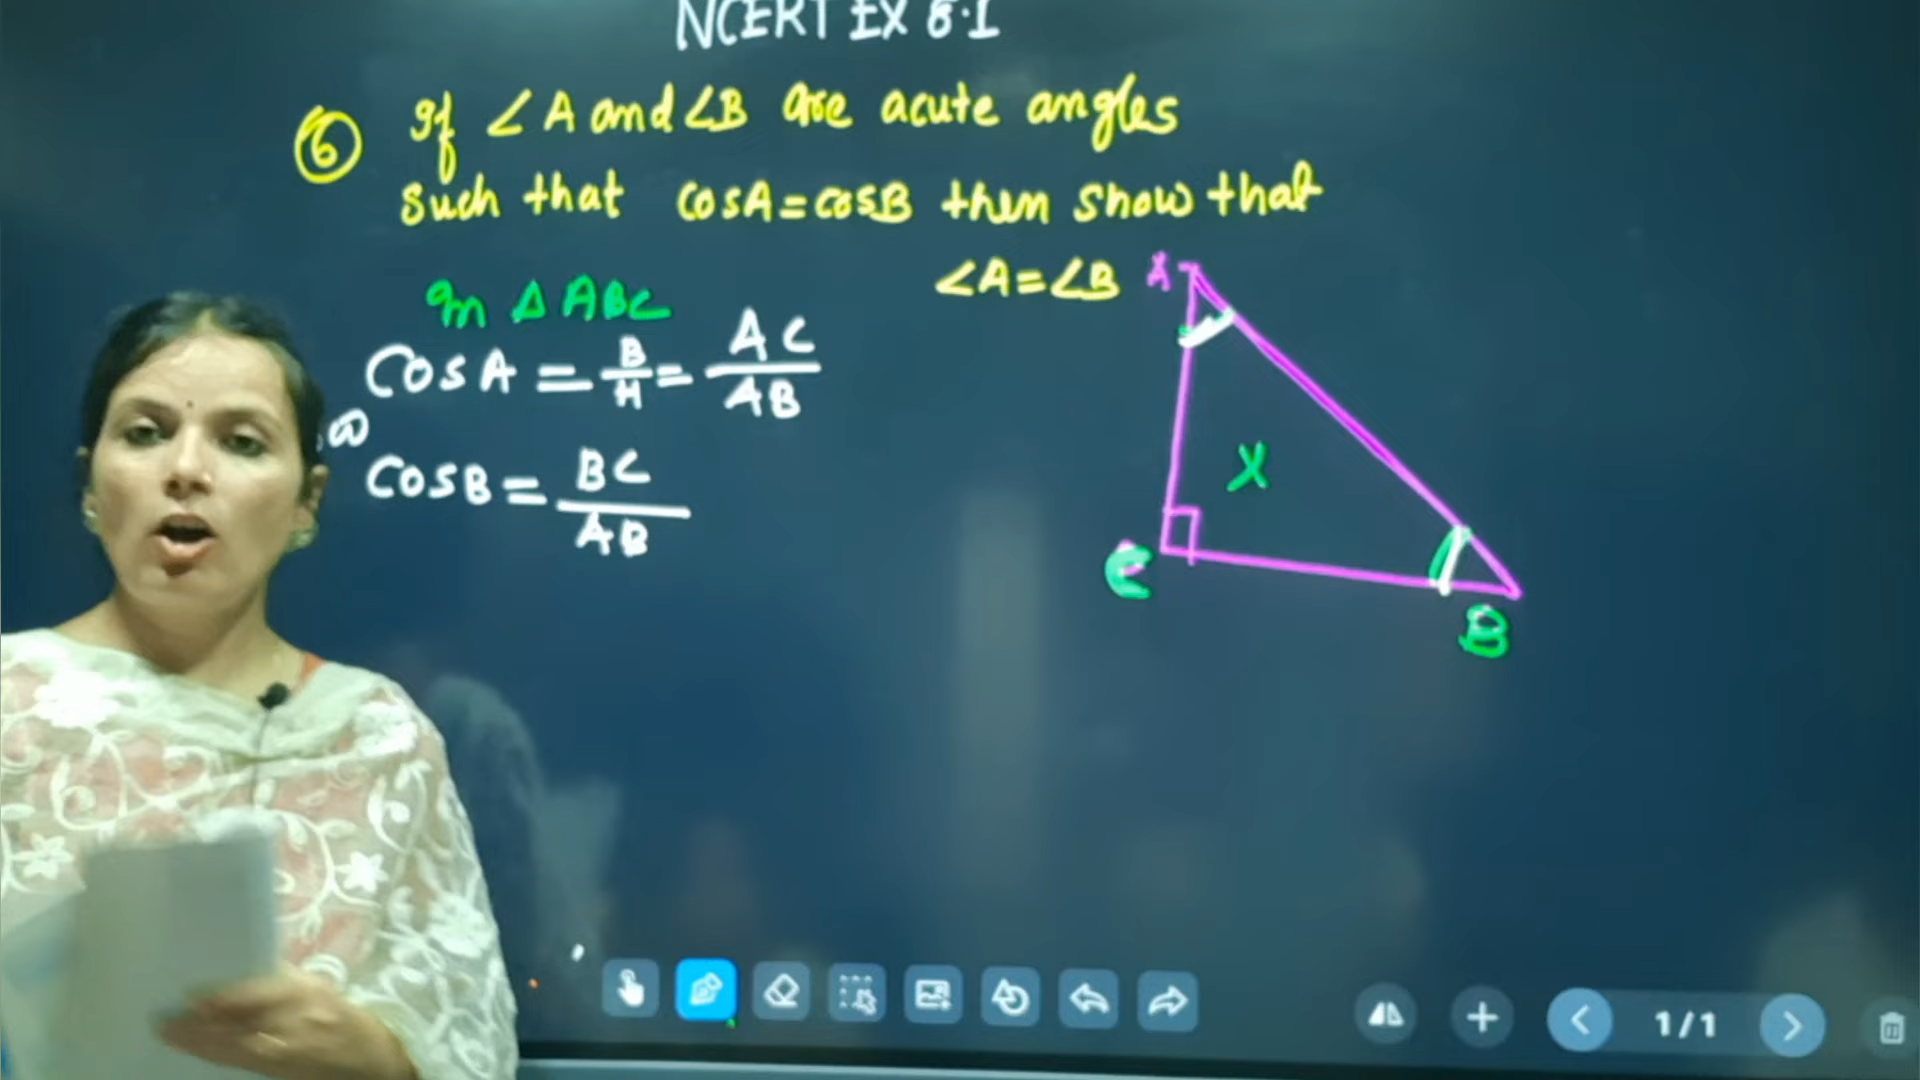 NCERT EX 6.1
6 If ∠A and ∠B are acute angles
such that cosA = cosB then show that
∠A = ∠B
In Δ ABC
CosA = B/H = AC/AB
CosB = BC/AB
A
X
C
B
1/1